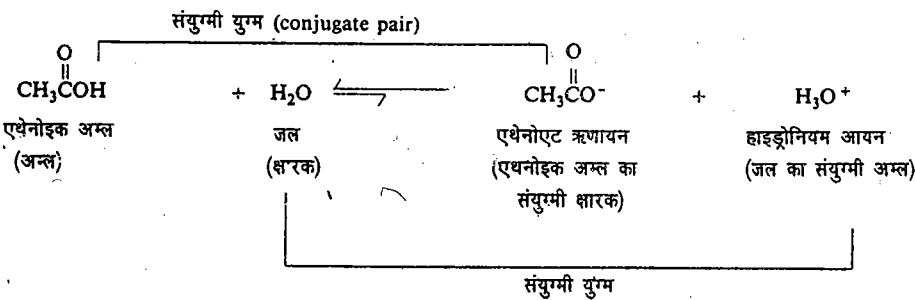 संयुग्मी युग्म (conjugate pair)
O O
CH₃COH + H₂O ⇌ CH₃CO⁻ + H₃O⁺
एथेनोइक अम्ल जल एथेनोएट ऋणायन हाइड्रोनियम आयन
(अम्ल) (क्षारक) (एथनोइक अम्ल का (जल का संयुग्मी अम्ल)
संयुग्मी क्षारक)
संयुग्मी युग्म